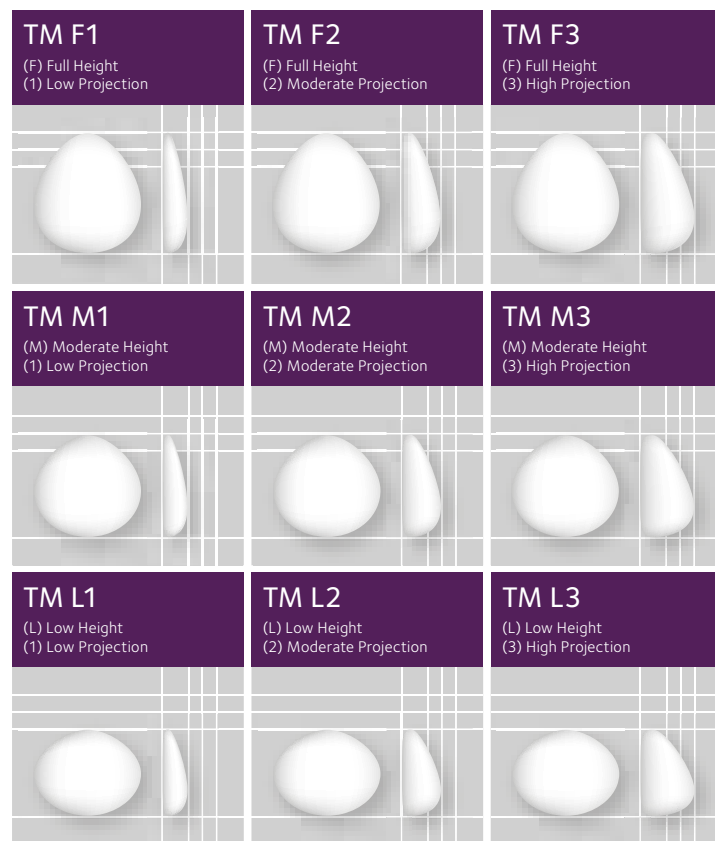 TM F1
(F) Full Height
(1) Low Projection
TM F2
(F) Full Height
(2) Moderate Projection
TM F3
(F) Full Height
(3) High Projection
TM M1
(M) Moderate Height
(1) Low Projection
TM M2
(M) Moderate Height
(2) Moderate Projection
TM M3
(M) Moderate Height
(3) High Projection
TM L1
(L) Low Height
(1) Low Projection
TM L2
(L) Low Height
(2) Moderate Projection
TM L3
(L) Low Height
(3) High Projection